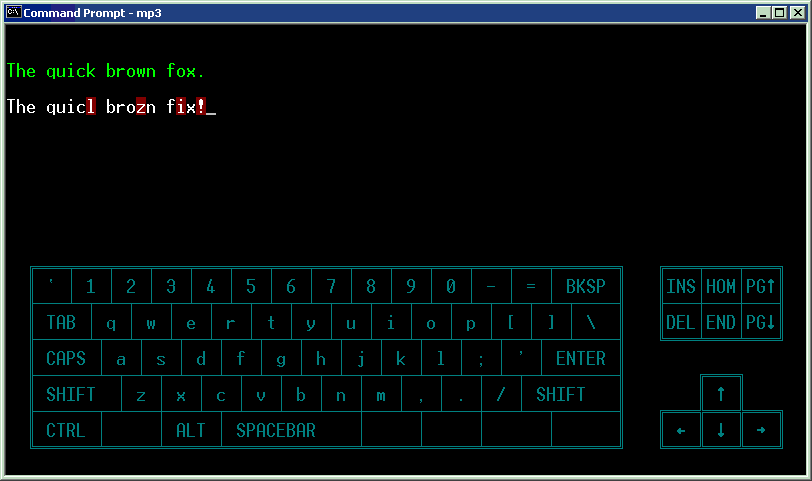 Command Prompt - mp3
The quick brown fox.
The quicl brozn fix!_
` 1 2 3 4 5 6 7 8 9 0 - = BKSP
INS HOM PG↑
TAB q w e r t y u i o p [ ] \
DEL END PG↓
CAPS a s d f g h j k l ; ' ENTER
SHIFT z x c v b n m , . / SHIFT
↑
CTRL ALT SPACEBAR
← ↓ →